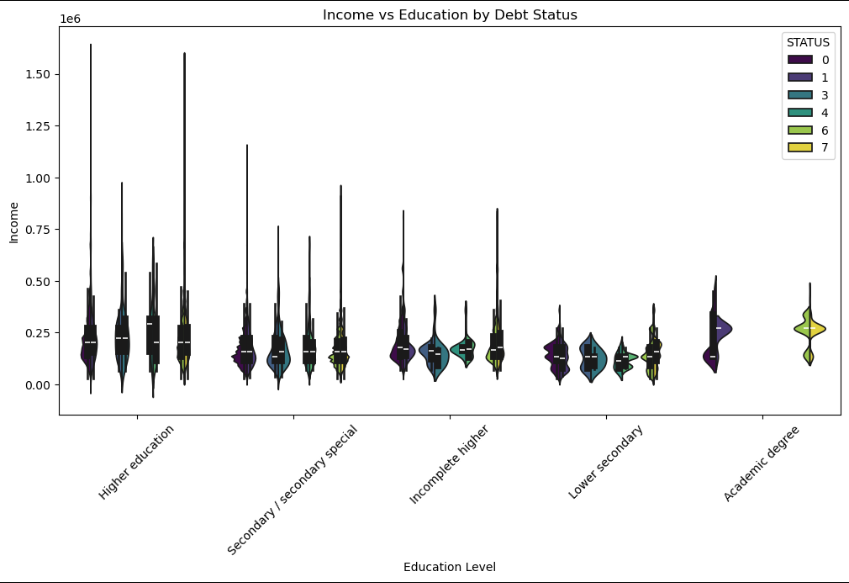 Income vs Education by Debt Status
1e6
STATUS
0
1
3
4
6
7
1.50
1.25
1.00
0.75
0.50
0.25
0.00
Income
Higher education
Secondary / secondary special
Incomplete higher
Lower secondary
Academic degree
Education Level